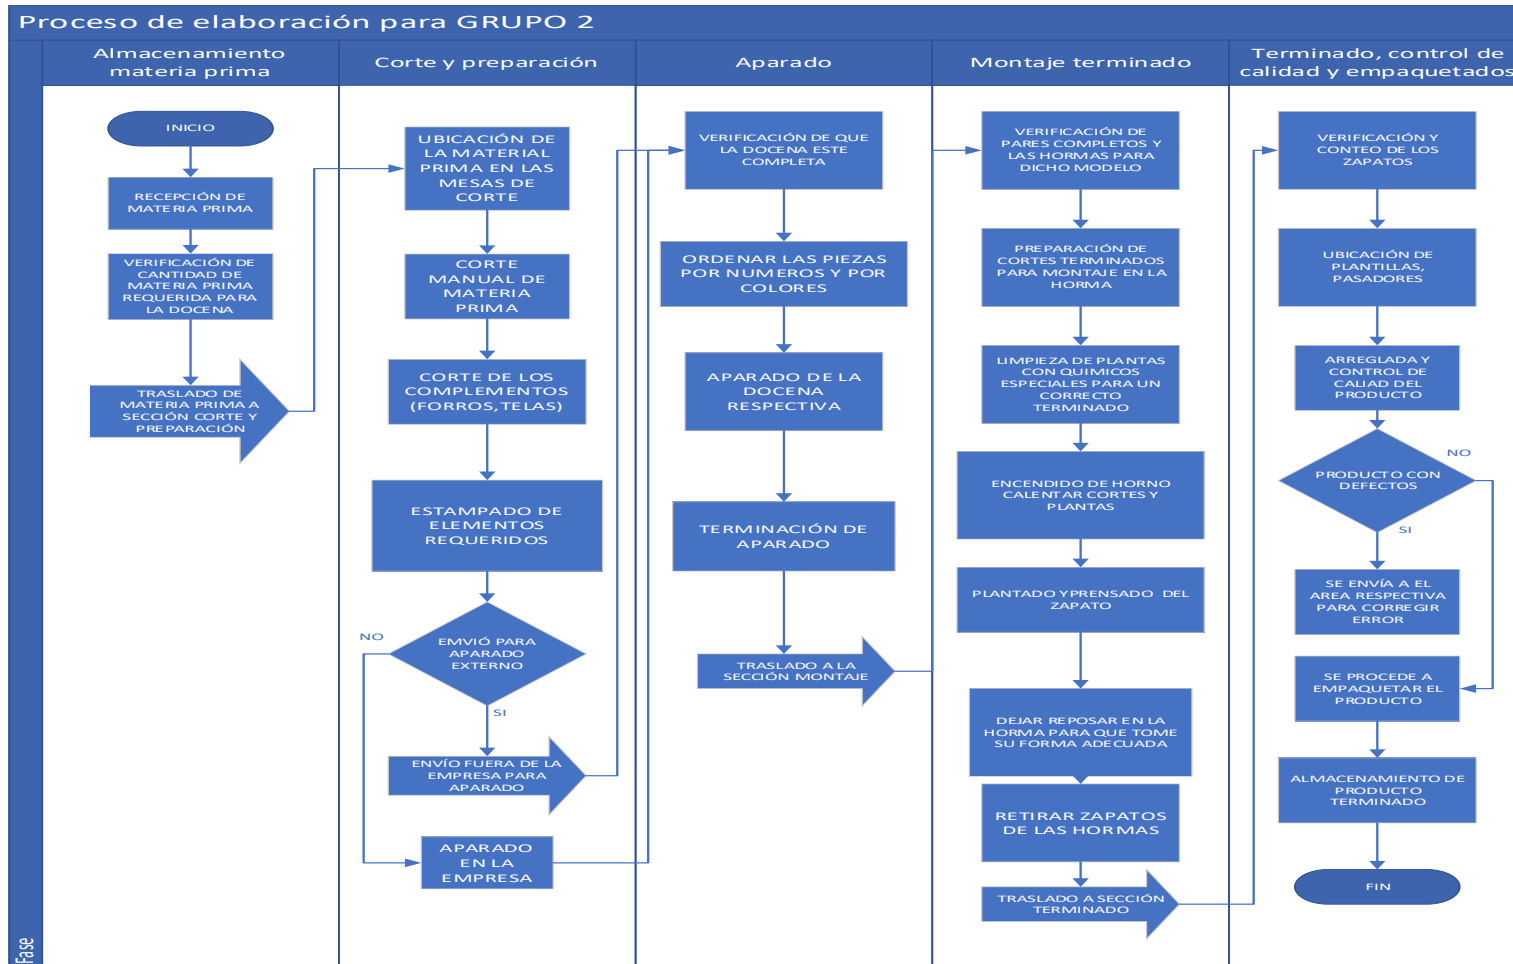 Proceso de elaboración para GRUPO 2
Almacenamiento
materia prima
Corte y preparación
Aparado
Montaje terminado
Terminado, control de
calidad y empaquetados
INICIO
RECEPCIÓN DE
MATERIA PRIMA
VERIFICACIÓN DE
CANTIDAD DE
MATERIA PRIMA
REQUERIDA PARA
LA DOCENA
TRASLADO DE
MATERIA PRIMA A
SECCIÓN CORTE Y
PREPARACIÓN
UBICACIÓN DE
LA MATERIAL
PRIMA EN LAS
MESAS DE
CORTE
CORTE
MANUAL DE
MATERIA
PRIMA
CORTE DE LOS
COMPLEMENTOS
(FORROS,TELAS)
ESTAMPADO DE
ELEMENTOS
REQUERIDOS
EMVIÓ PARA
APARADO
EXTERNO
NO
SI
ENVÍO FUERA DE LA
EMPRESA PARA
APARADO
APARADO
EN LA
EMPRESA
VERIFICACIÓN DE QUE
LA DOCENA ESTE
COMPLETA
ORDENAR LAS PIEZAS
POR NUMEROS Y POR
COLORES
APARADO DE LA
DOCENA
RESPECTIVA
TERMINACIÓN DE
APARADO
TRASLADO A LA
SECCIÓN MONTAJE
VERIFICACIÓN DE
PARES COMPLETOS Y
LAS HORMAS PARA
DICHO MODELO
PREPARACIÓN DE
CORTES TERMINADOS
PARA MONTAJE EN LA
HORMA
LIMPIEZA DE PLANTAS
CON QUIMICOS
ESPECIALES PARA UN
CORRECTO
TERMINADO
ENCENDIDO DE HORNO
CALENTAR CORTES Y
PLANTAS
PLANTADO YPRENSADO DEL
ZAPATO
DEJAR REPOSAR EN LA
HORMA PARA QUE TOME
SU FORMA ADECUADA
RETIRAR ZAPATOS
DE LAS HORMAS
TRASLADO A SECCIÓN
TERMINADO
VERIFICACIÓN Y
CONTEO DE LOS
ZAPATOS
UBICACIÓN DE
PLANTILLAS,
PASADORES
ARREGLADA Y
CONTROL DE
CALIAD DEL
PRODUCTO
PRODUCTO CON
DEFECTOS
NO
SI
SE ENVÍA A EL
AREA RESPECTIVA
PARA CORREGIR
ERROR
SE PROCEDE A
EMPAQUETAR EL
PRODUCTO
ALMACENAMIENTO DE
PRODUCTO
TERMINADO
FIN
Fase